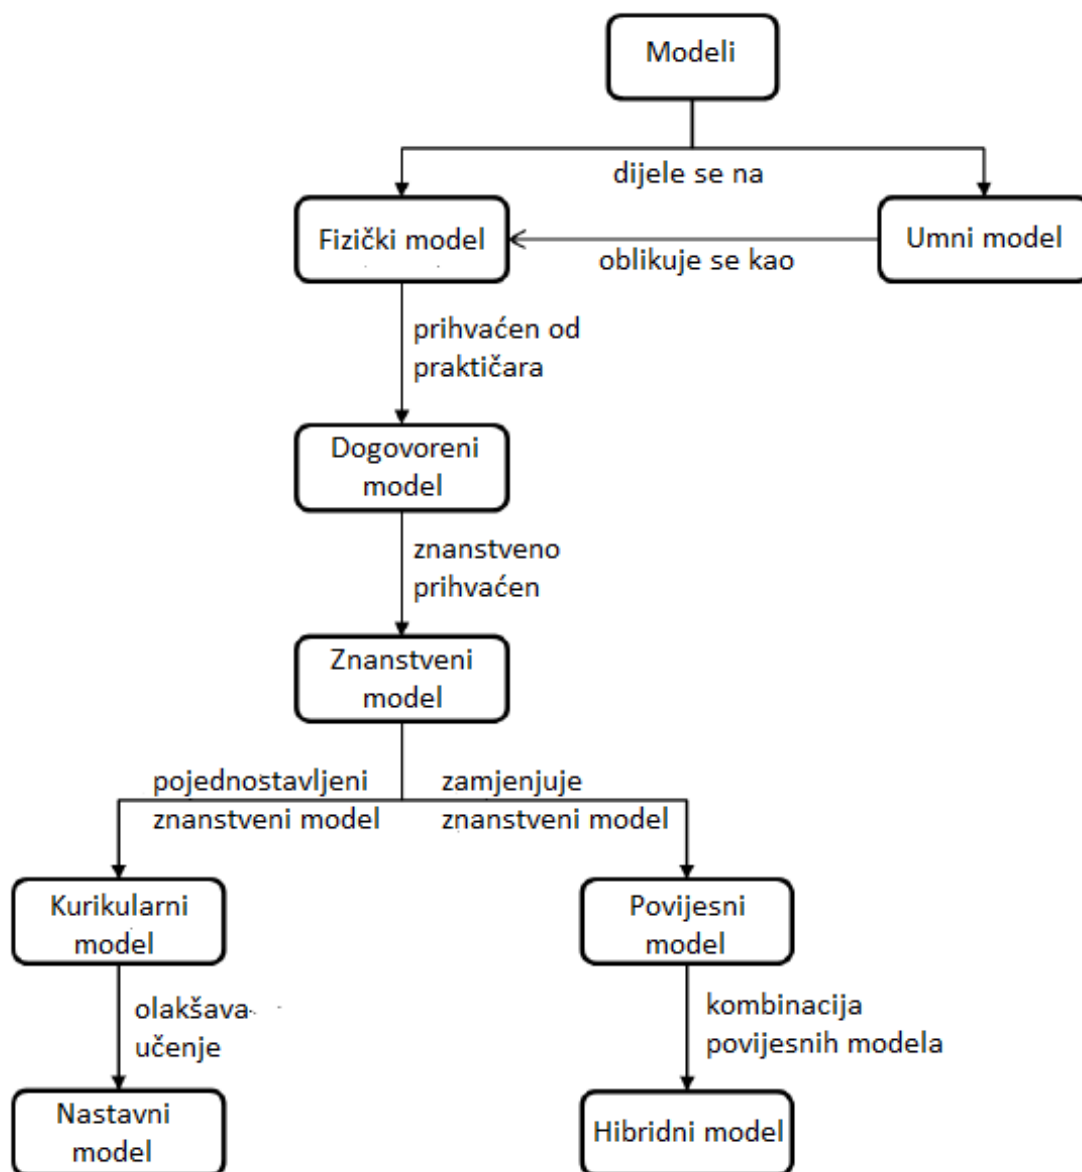 Modeli
dijele se na
Fizički model
Umni model
oblikuje se kao
prihvaćen od
praktičara
Dogovoreni
model
znanstveno
prihvaćen
Znanstveni
model
pojednostavljeni
znanstveni model
zamjenjuje
znanstveni model
Kurikularni
model
Povijesni
model
olakšava
učenje
kombinacija
povijesnih modela
Nastavni
model
Hibridni model